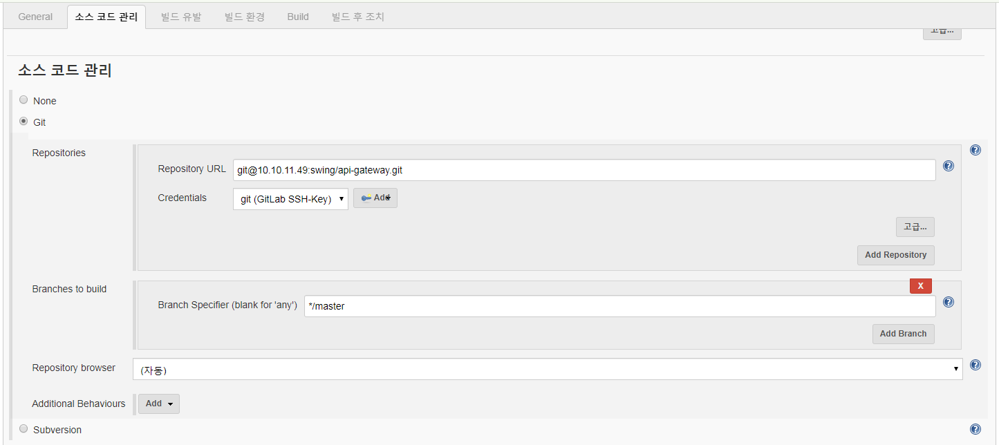 General 소스 코드 관리 빌드 유발 빌드 환경 Build 빌드 후 조치
고급...
소스 코드 관리
None
Git
Repositories
Repository URL git@10.10.11.49:swing/api-gateway.git
Credentials git (GitLab SSH-Key) Add
고급...
Add Repository
Branches to build
X
Branch Specifier (blank for 'any') */master
Add Branch
Repository browser (자동)
Additional Behaviours Add
Subversion